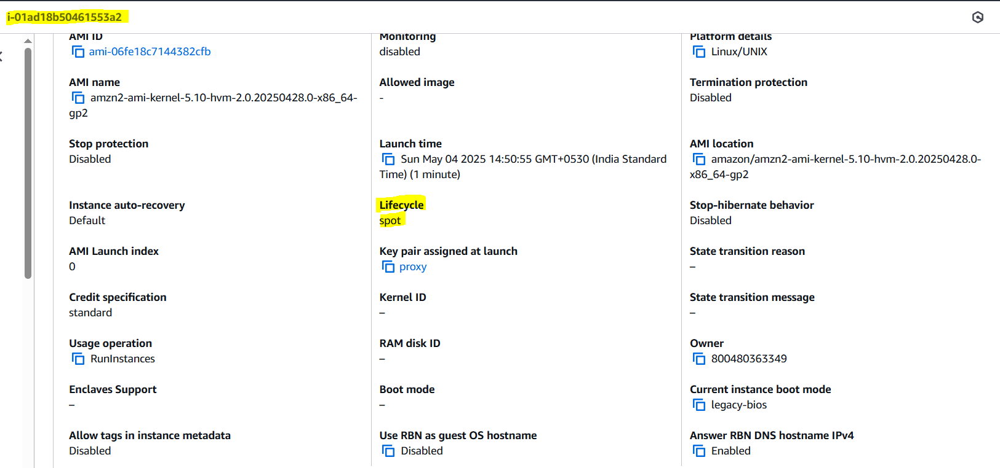 i-01ad18b50461553a2
AMI ID
ami-06fe18c7144382cfb
Monitoring
disabled
Platform details
Linux/UNIX
AMI name
amzn2-ami-kernel-5.10-hvm-2.0.20250428.0-x86_64-
gp2
Allowed image
-
Termination protection
Disabled
Stop protection
Disabled
Launch time
Sun May 04 2025 14:50:55 GMT+0530 (India Standard
Time) (1 minute)
AMI location
amazon/amzn2-ami-kernel-5.10-hvm-2.0.20250428.0-
x86_64-gp2
Instance auto-recovery
Default
Lifecycle
spot
Stop-hibernate behavior
Disabled
AMI Launch index
0
Key pair assigned at launch
proxy
State transition reason
–
Credit specification
standard
Kernel ID
–
State transition message
–
Usage operation
RunInstances
RAM disk ID
–
Owner
800480363349
Enclaves Support
–
Boot mode
–
Current instance boot mode
legacy-bios
Allow tags in instance metadata
Disabled
Use RBN as guest OS hostname
Disabled
Answer RBN DNS hostname IPv4
Enabled